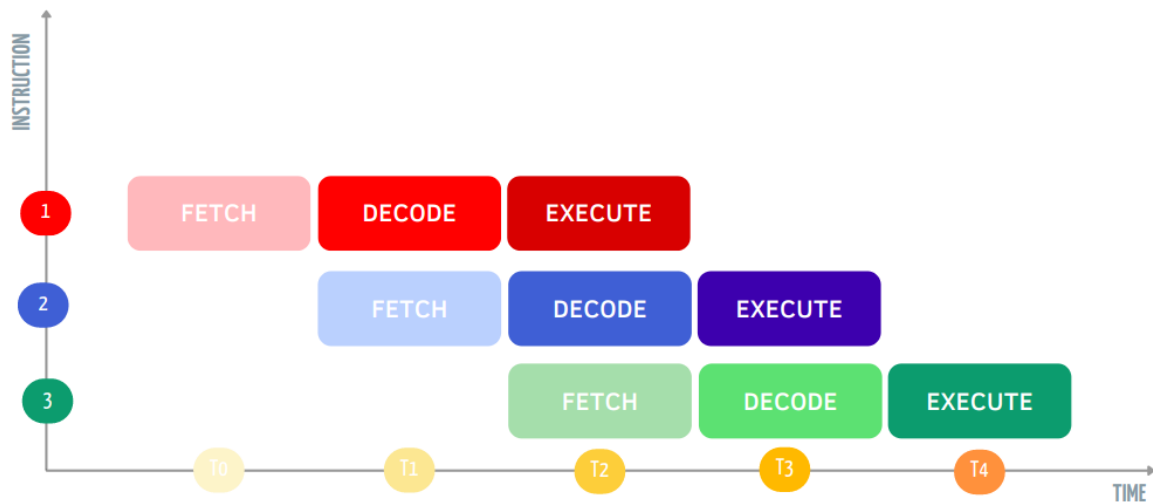 INSTRUCTION
1
FETCH
DECODE
EXECUTE
2
FETCH
DECODE
EXECUTE
3
FETCH
DECODE
EXECUTE
T0
T1
T2
T3
T4
TIME